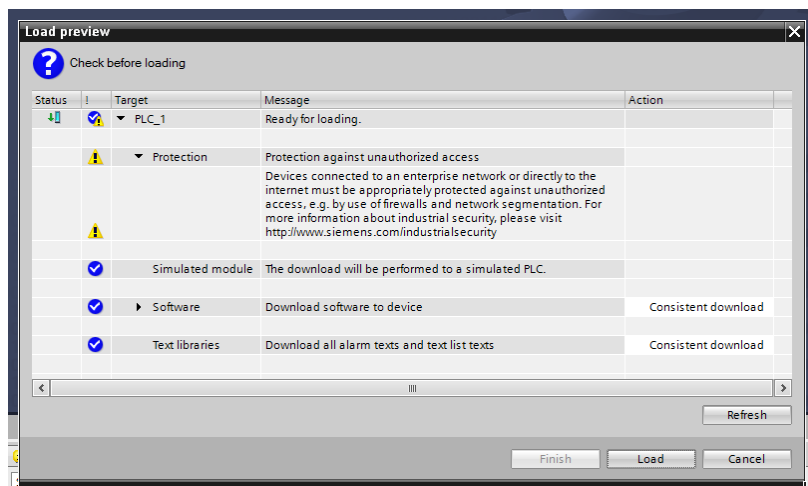 Load preview
Check before loading
Status ! Target Message Action
PLC_1 Ready for loading.
Protection Protection against unauthorized access
Devices connected to an enterprise network or directly to the
internet must be appropriately protected against unauthorized
access, e.g. by use of firewalls and network segmentation. For
more information about industrial security, please visit
http://www.siemens.com/industrialsecurity
Simulated module The download will be performed to a simulated PLC.
Software Download software to device Consistent download
Text libraries Download all alarm texts and text list texts Consistent download
Refresh
Finish Load Cancel